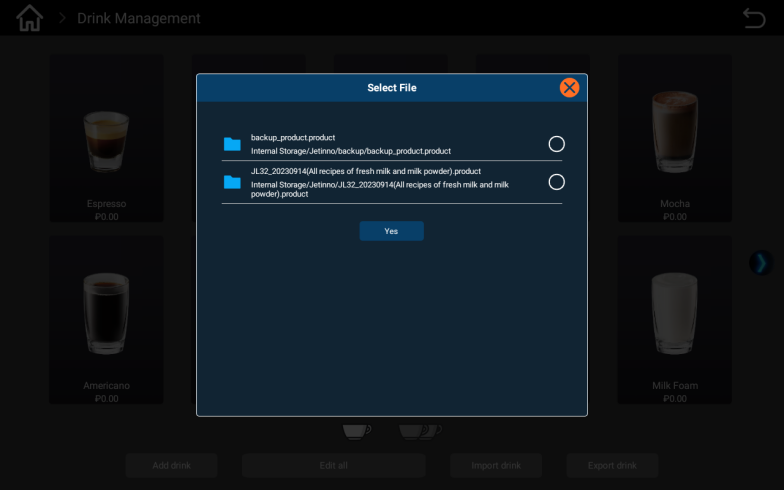 Drink Management
Select File
backup_product.product
Internal Storage/Jetinno/backup/backup_product.product
JL32_20230914(All recipes of fresh milk and milk powder).product
Internal Storage/Jetinno/JL32_20230914(All recipes of fresh milk and milk
powder).product
Yes
Espresso
₽0.00
Mocha
₽0.00
Americano
₽0.00
Milk Foam
₽0.00
Add drink
Edit all
Import drink
Export drink